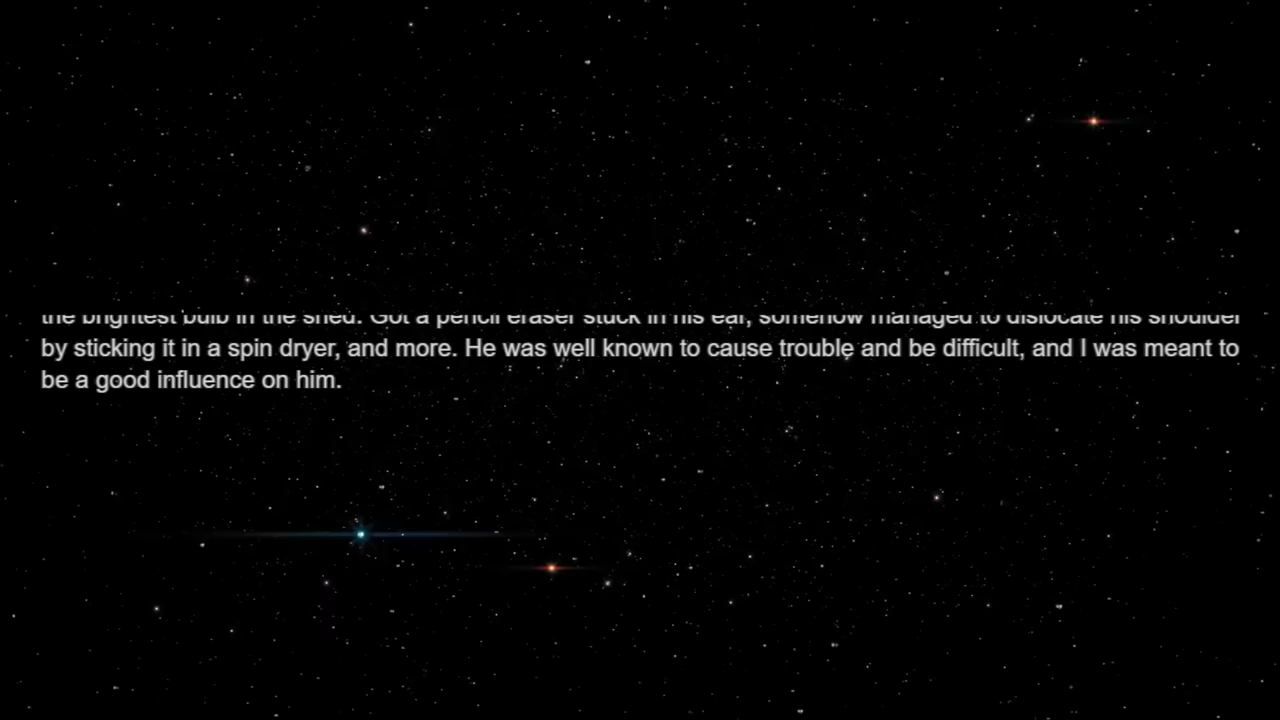 the brightest bulb in the shed. Got a pencil eraser stuck in his ear, somehow managed to dislocate his shoulder
by sticking it in a spin dryer, and more. He was well known to cause trouble and be difficult, and I was meant to
be a good influence on him.